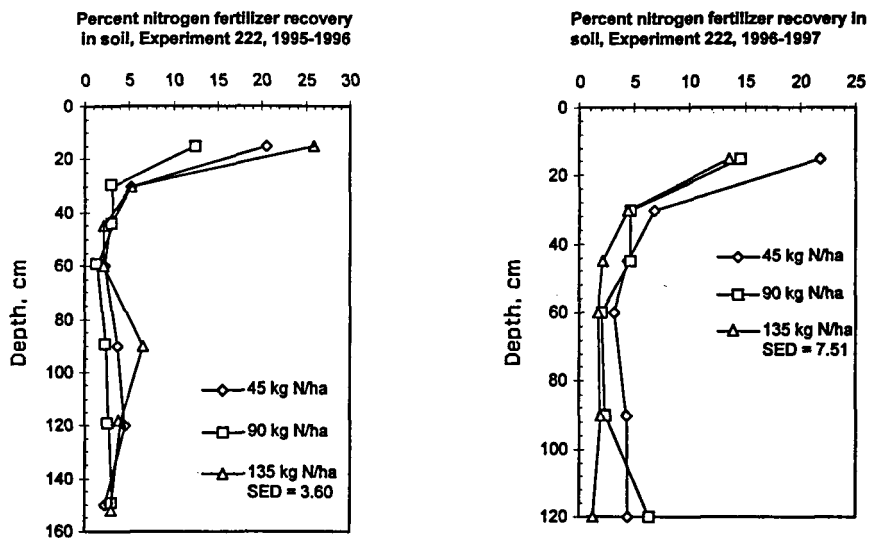 Percent nitrogen fertilizer recovery
in soil, Experiment 222, 1995-1996
0 5 10 15 20 25 30
0
20
40
60
80
100
120
140
160
Depth, cm
45 kg N/ha
90 kg N/ha
135 kg N/ha
SED = 3.60
Percent nitrogen fertilizer recovery in
soil, Experiment 222, 1996-1997
0 5 10 15 20 25
0
20
40
60
80
100
120
Depth, cm
45 kg N/ha
90 kg N/ha
135 kg N/ha
SED = 7.51